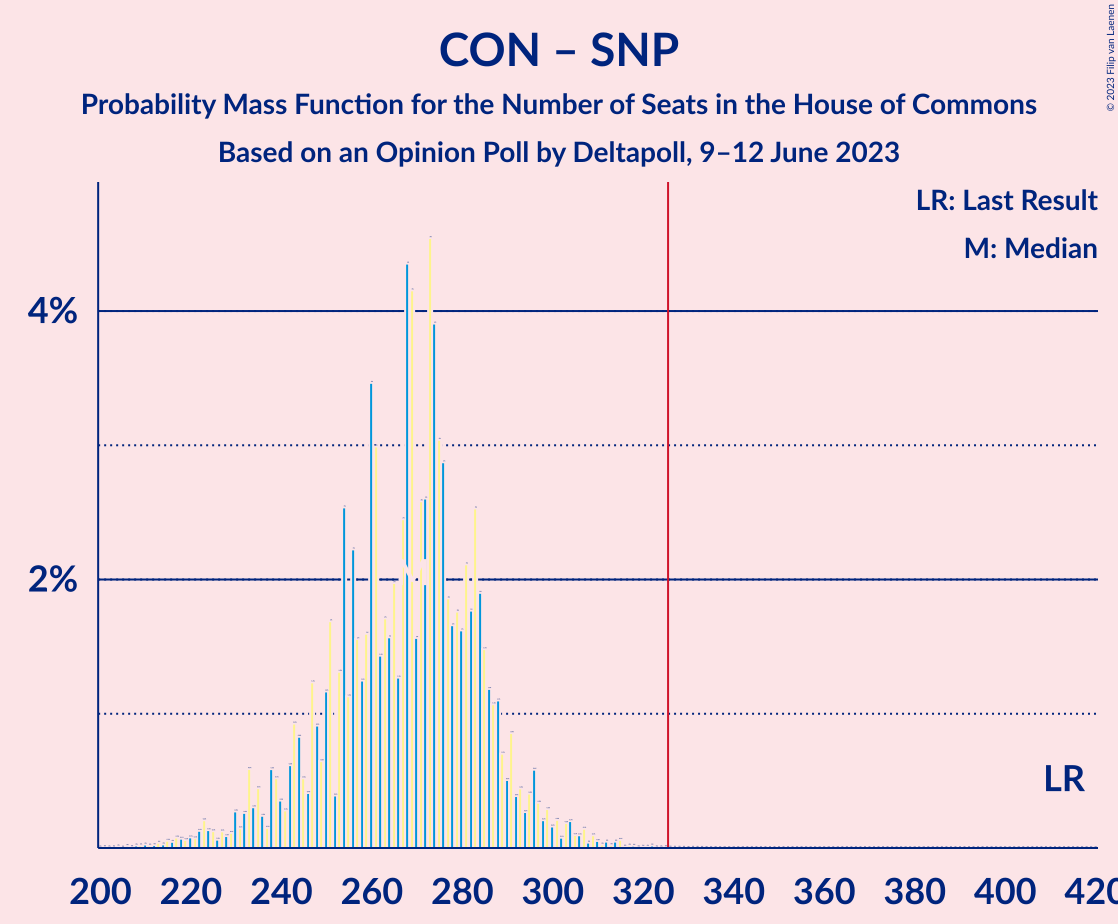 CON – SNP
Probability Mass Function for the Number of Seats in the House of Commons
Based on an Opinion Poll by Deltapoll, 9–12 June 2023
© 2023 Filip van Laenen
LR: Last Result
M: Median
4%
2%
M
LR
200 220 240 260 280 300 320 340 360 380 400 420